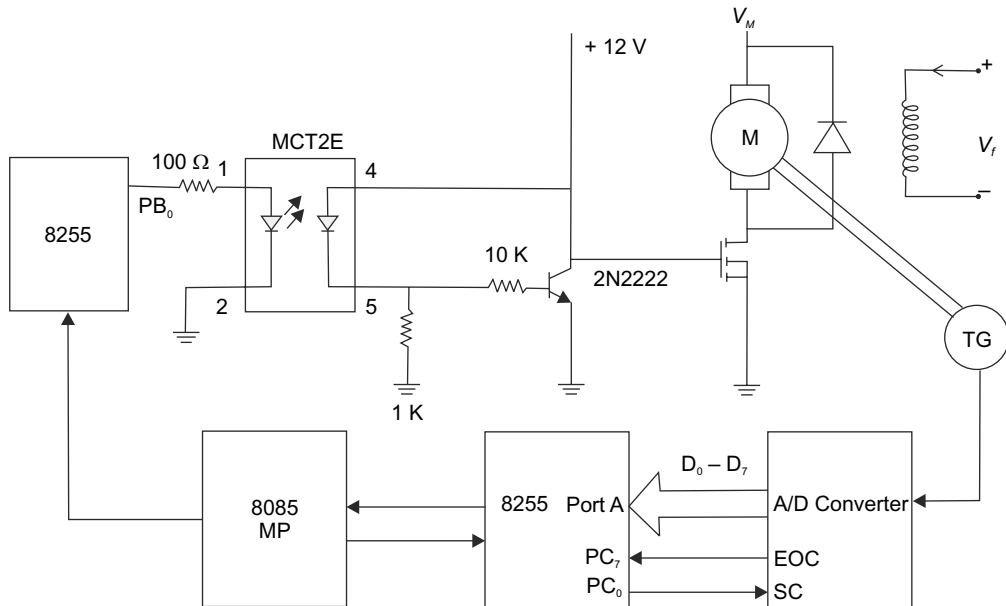 V_M
+ 12 V
+
MCT2E
M
V_f
100 Ω
1
4
PB₀
–
8255
10 K
2N2222
2
5
TG
1 K
D₀ – D₇
8085
MP
8255
Port A
A/D Converter
PC₇
EOC
PC₀
SC